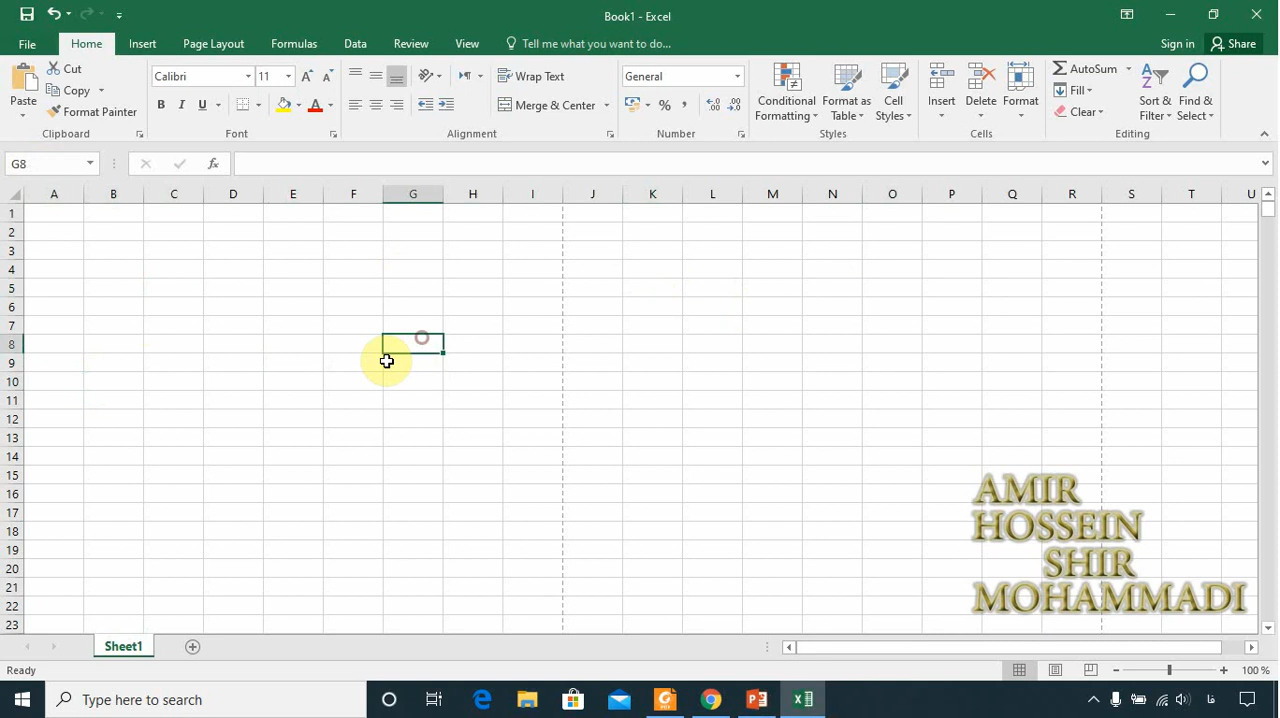 Book1 - Excel
File Home Insert Page Layout Formulas Data Review View Tell me what you want to do... Sign in Share
Paste
Cut
Copy
Format Painter
Clipboard
Calibri 11
B I U
A
Font
Wrap Text
Merge & Center
Alignment
General
%
Number
Conditional Formatting
Format as Table
Cell Styles
Styles
Insert
Delete
Format
Cells
AutoSum
Fill
Clear
Sort & Filter
Find & Select
Editing
G8
fx
A B C D E F G H I J K L M N O P Q R S T U
1
2
3
4
5
6
7
8
9
10
11
12
13
14
15
16
17
18
19
20
21
22
23
AMIR
HOSSEIN
SHIR
MOHAMMADI
Sheet1
Ready
100 %
Type here to search
فا